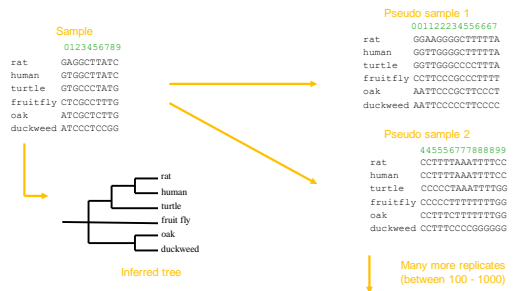 Sample
0123456789
rat GAGGCTTATC
human GTGGCTTATC
turtle GTGCCCTATG
fruitfly CTCGCCTTTG
oak ATCGCTCTTG
duckweed ATCCCTCCGG
Pseudo sample 1
001122234556667
rat GGAAGGGGCTTTTTA
human GGTTGGGGCTTTTA
turtle GGTTGGGCCCCTTTA
fruitfly CCTTCCCGCCCTTTT
oak AATTCCCGCTTCCCT
duckweed AATTCCCCCTTCCCC
Pseudo sample 2
445556777888899
rat CCTTTTAAATTTTCC
human CCTTTTAAATTTTCC
turtle CCCCCTAAATTTTGG
fruitfly CCCCCTTTTTTTTGG
oak CCTTTCTTTTTTTGG
duckweed CCTTTCCCCGGGGGG
rat
human
turtle
fruit fly
oak
duckweed
Inferred tree
Many more replicates
(between 100 - 1000)